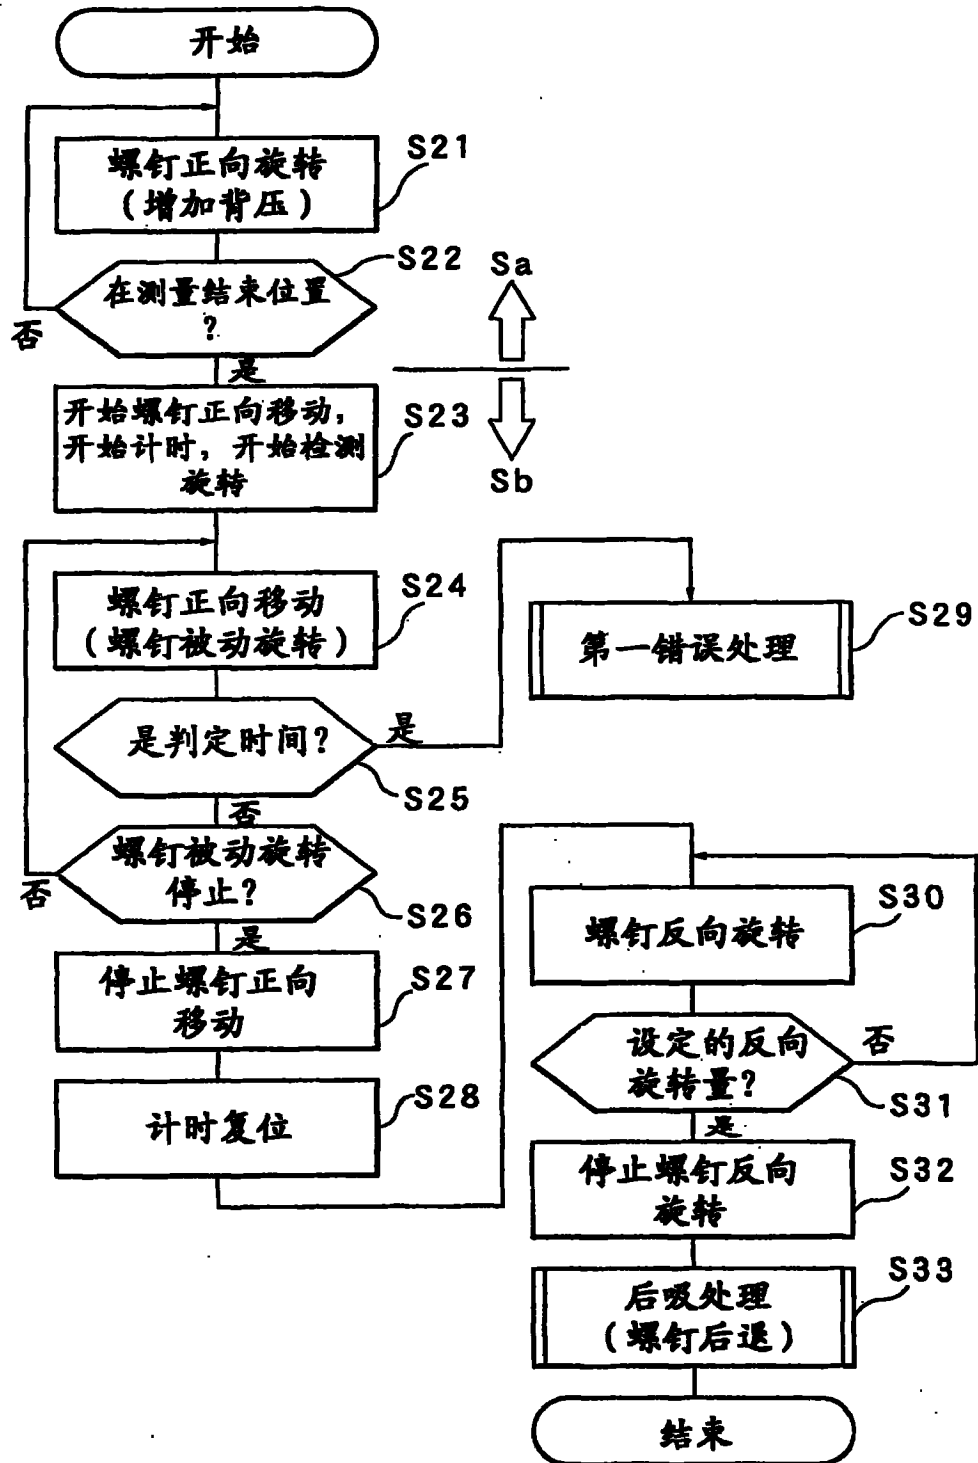 开始
螺钉正向旋转
(增加背压)
S21
在测量结束位置
?
S22
否
是
Sa
Sb
开始螺钉正向移动,
开始计时,开始检测
旋转
S23
螺钉正向移动
(螺钉被动旋转)
S24
是判定时间?
S25
是
否
第一错误处理
S29
螺钉被动旋转
停止?
S26
否
是
停止螺钉正向
移动
S27
计时复位
S28
螺钉反向旋转
S30
设定的反向
旋转量?
S31
否
是
停止螺钉反向
旋转
S32
后吸处理
(螺钉后退)
S33
结束